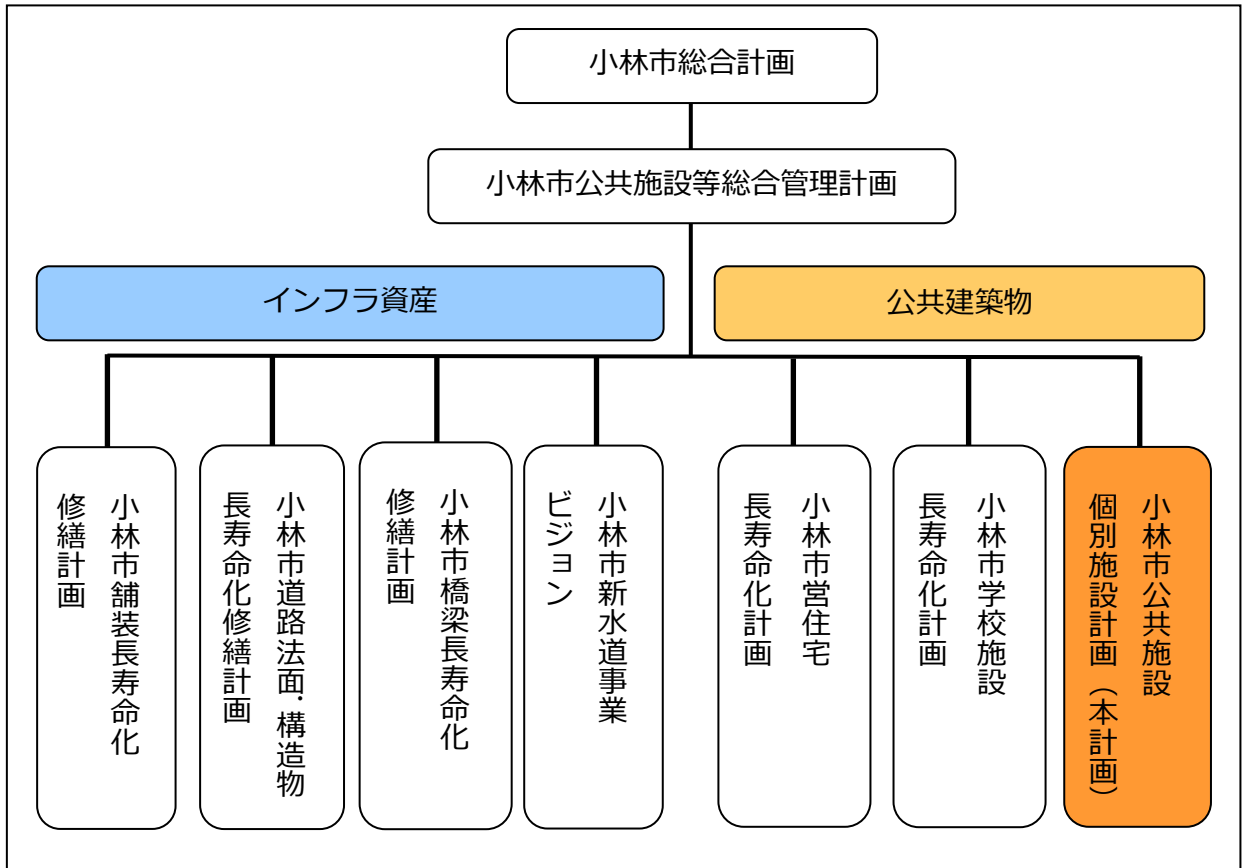 小林市総合計画
小林市公共施設等総合管理計画
インフラ資産
公共建築物
小林市舗装長寿命化
修繕計画
小林市道路法面・構造物
長寿命化修繕計画
小林市橋梁長寿命化
修繕計画
小林市新水道事業
ビジョン
小林市営住宅
長寿命化計画
小林市学校施設
長寿命化計画
小林市公共施設
個別施設計画（本計画）